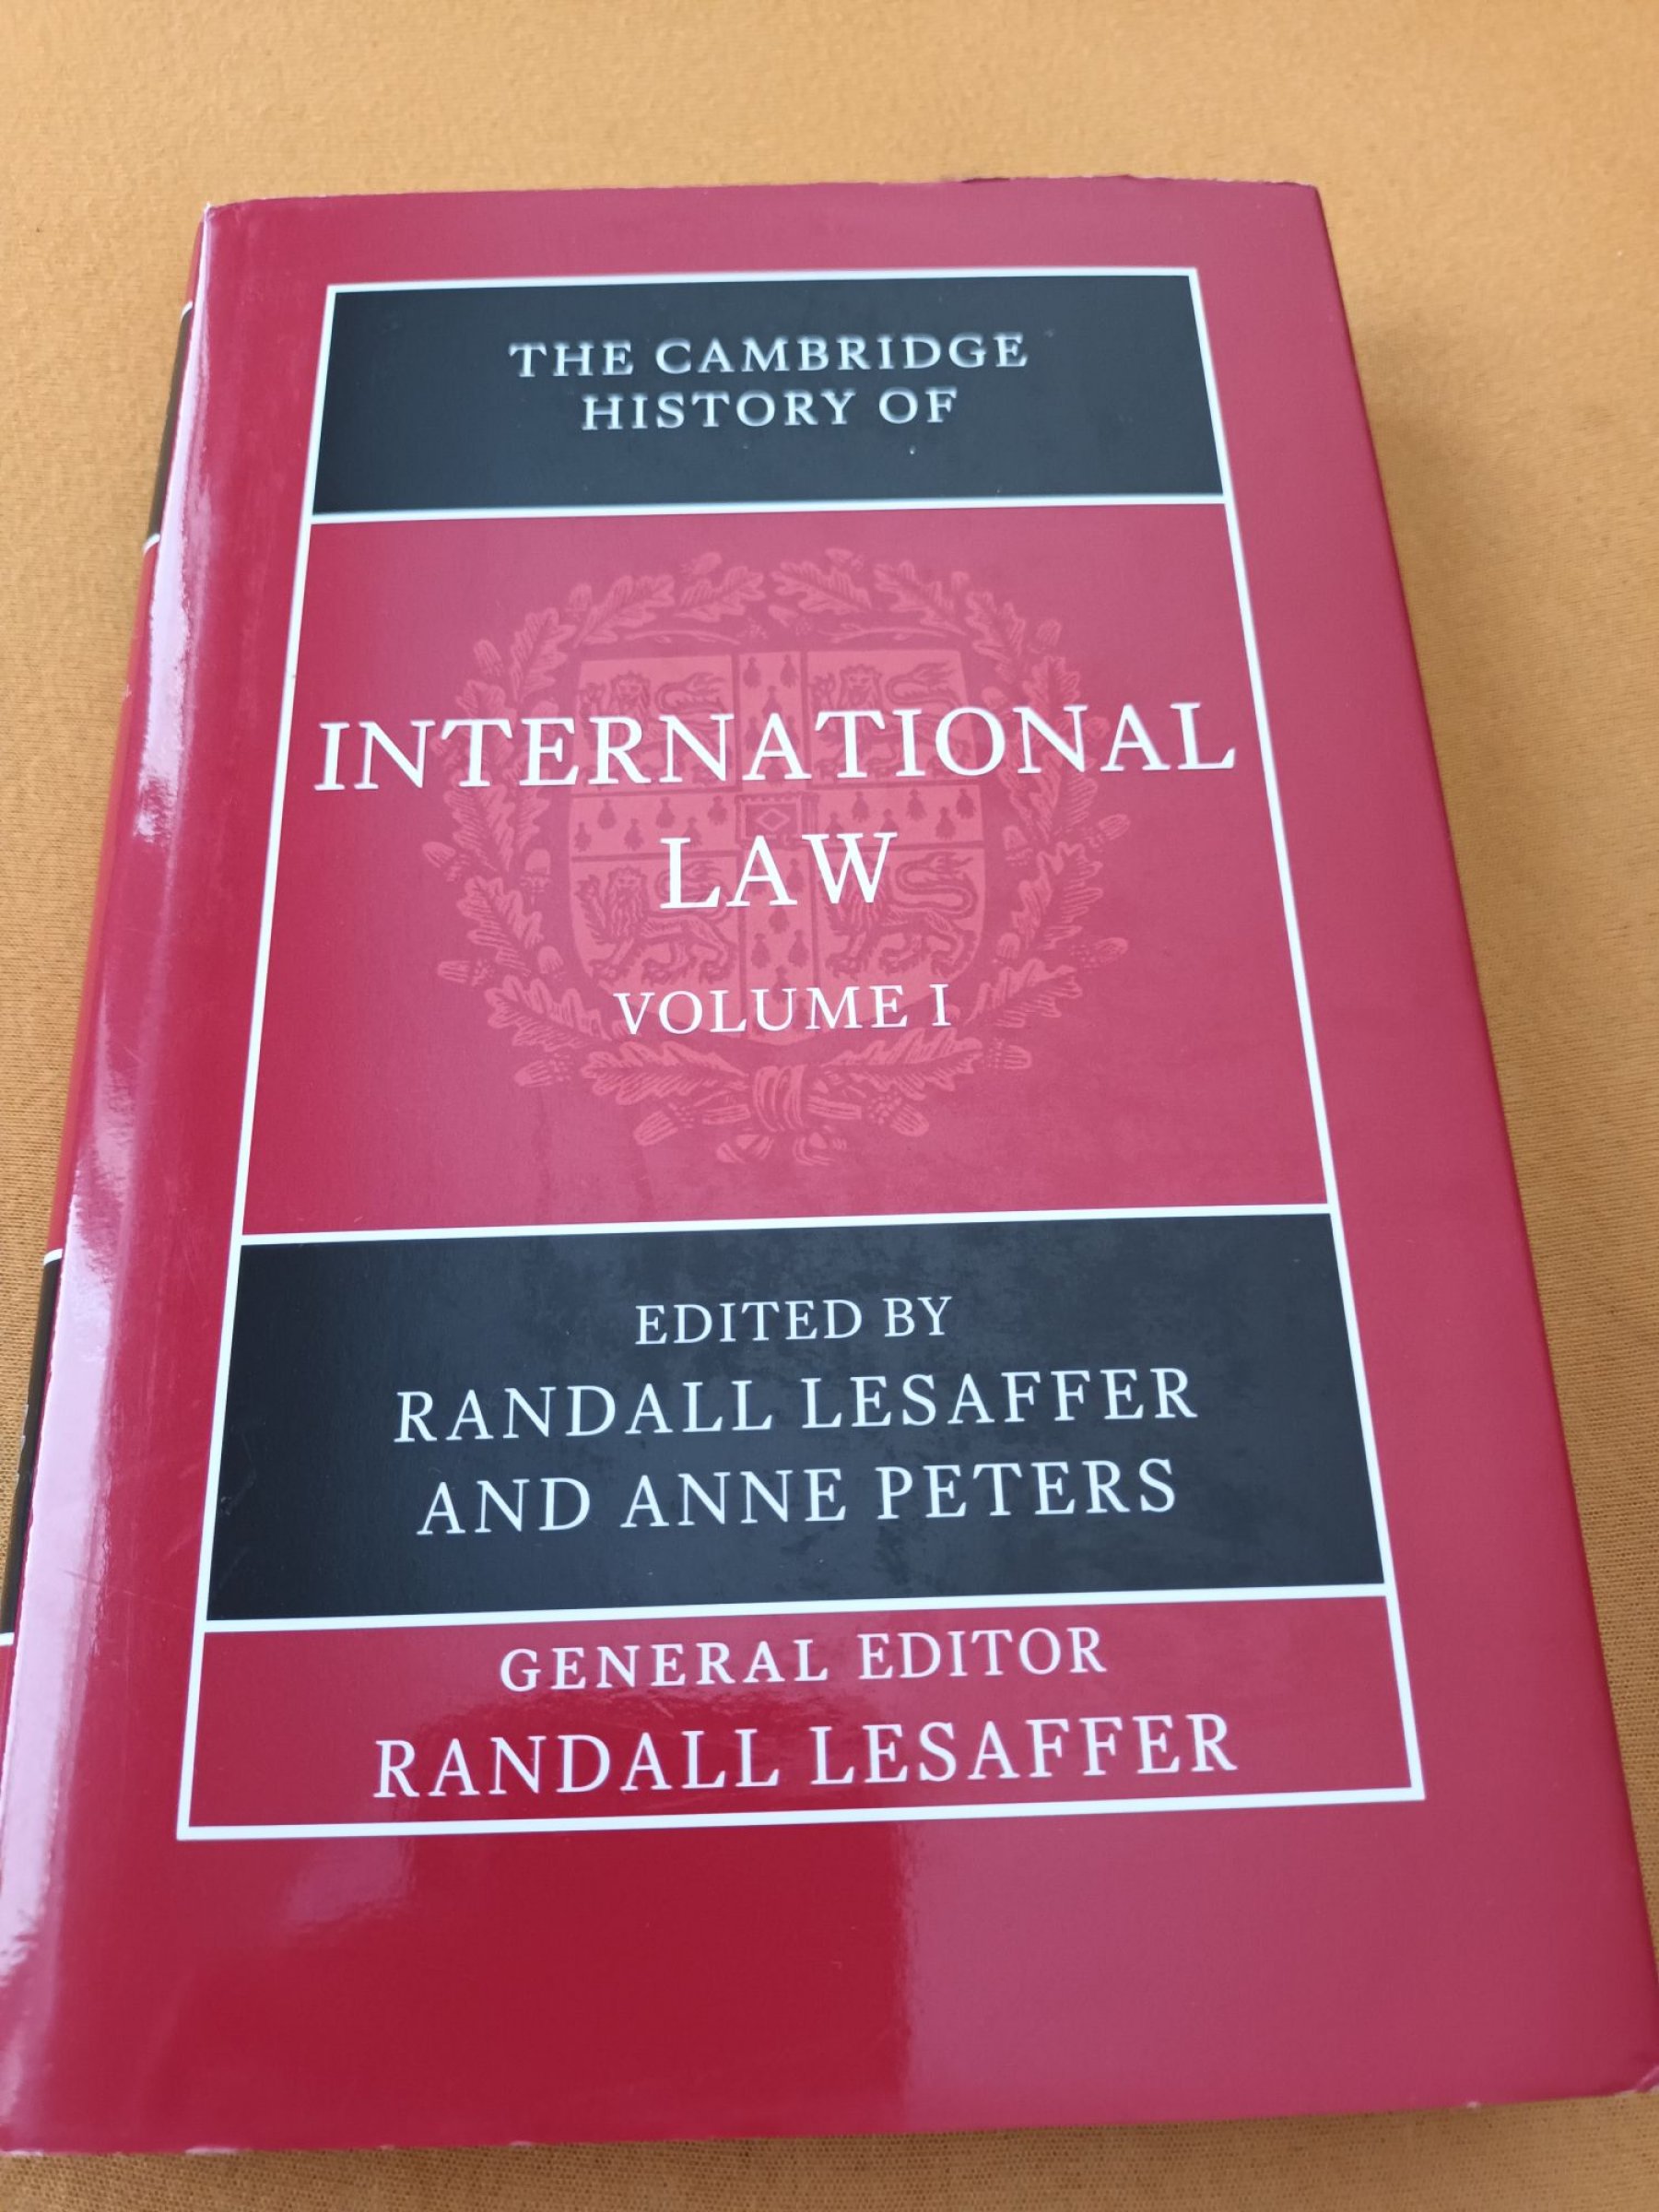 THE CAMBRIDGE
HISTORY OF
INTERNATIONAL
LAW
VOLUME I
EDITED BY
RANDALL LESAFFER
AND ANNE PETERS
GENERAL EDITOR
RANDALL LESAFFER